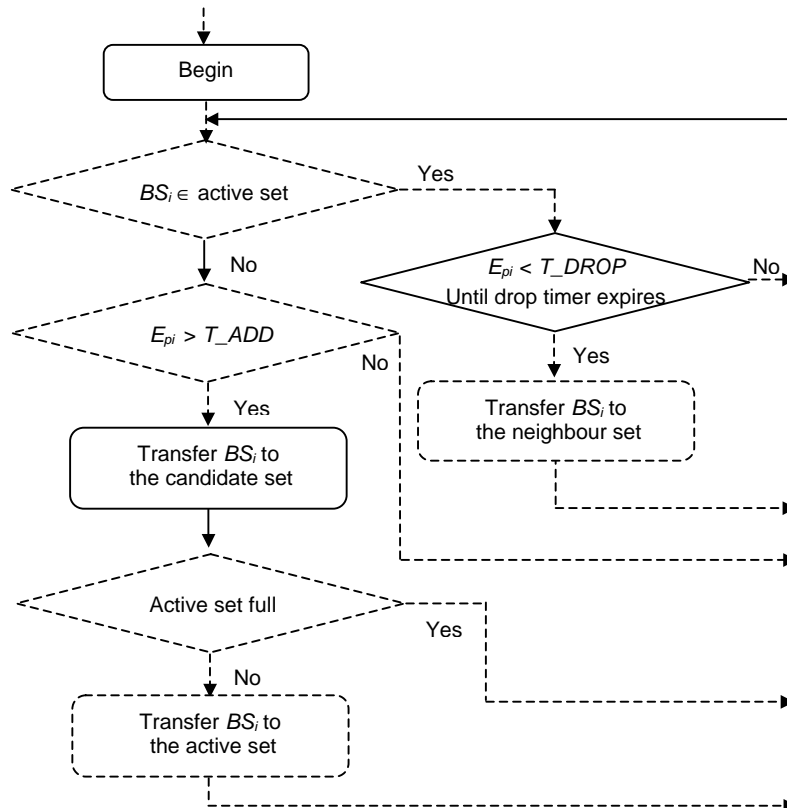 Begin
BSi ∈ active set
Yes
No
Epi < T_DROP
Until drop timer expires
No
Epi > T_ADD
No
Yes
Yes
Transfer BSi to
the neighbour set
Transfer BSi to
the candidate set
Active set full
Yes
No
Transfer BSi to
the active set